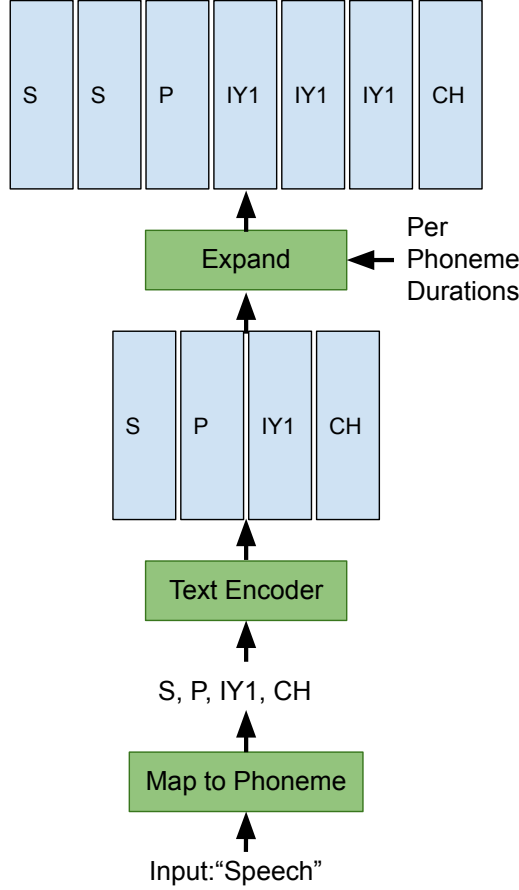 S S P IY1 IY1 IY1 CH
Expand
Per
Phoneme
Durations
S P IY1 CH
Text Encoder
S, P, IY1, CH
Map to Phoneme
Input:“Speech”